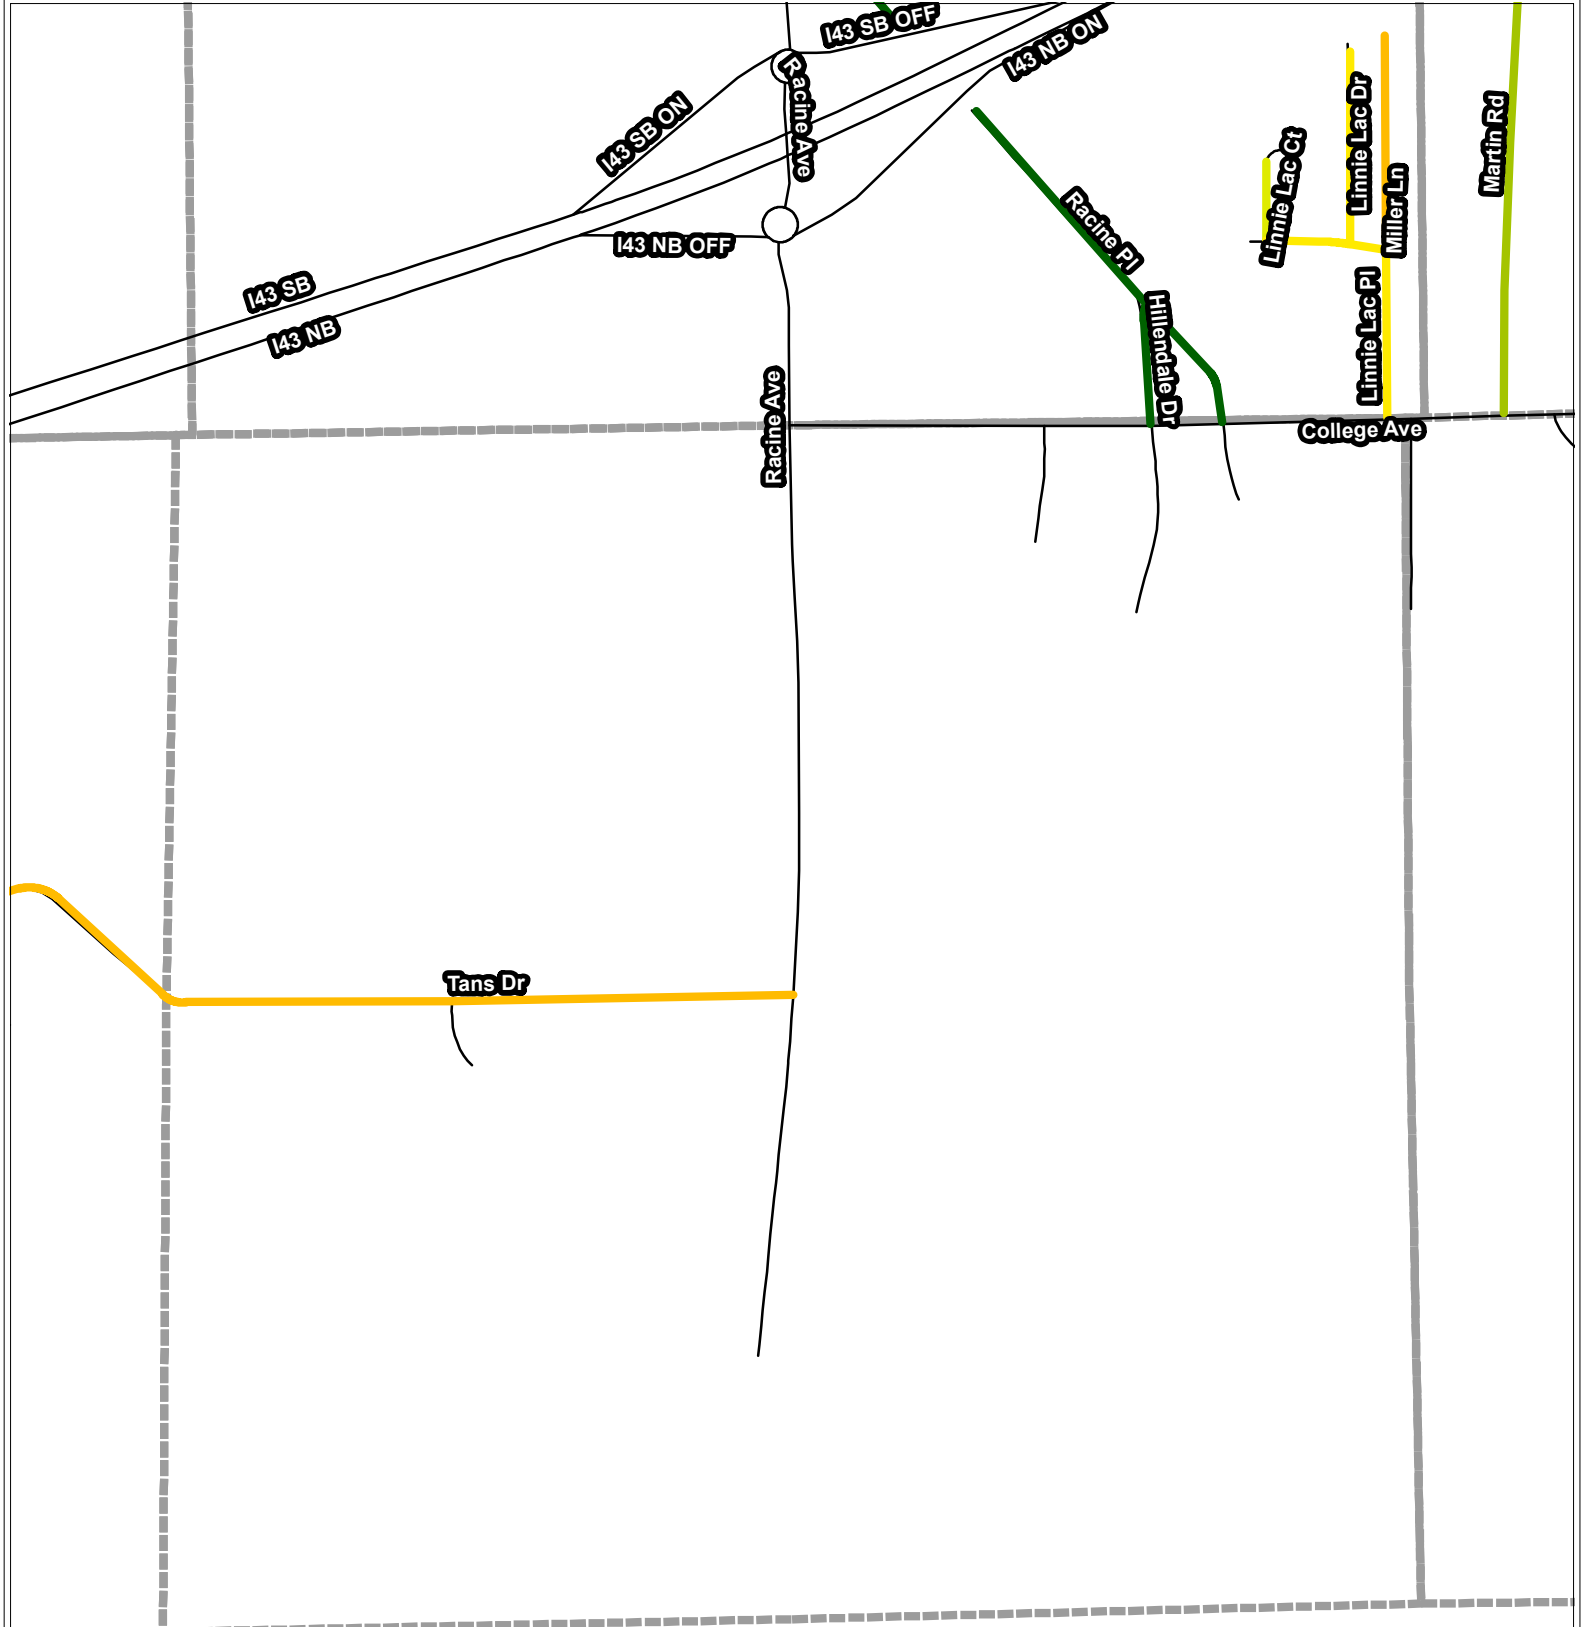 I43 SB OFF
I43 NB ON
Racine Ave
I43 SB ON
Linnie Lac Dr
Martin Rd
Linnie Lac Ct
Miller Ln
Racine Pl
I43 NB OFF
I43 SB
I43 NB
Hillendale Dr
Linnie Lac Pl
Racine Ave
College Ave
Tans Dr